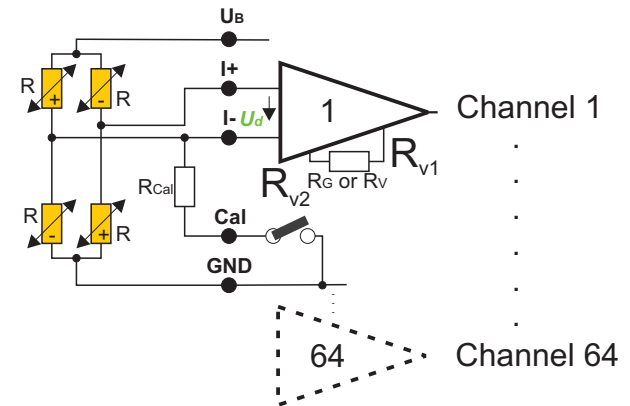 UB
I+
R + - R
1
Channel 1
I- Ud
Rv1
RCal
RG or RV
Rv2
R - + R
Cal
GND
64
Channel 64